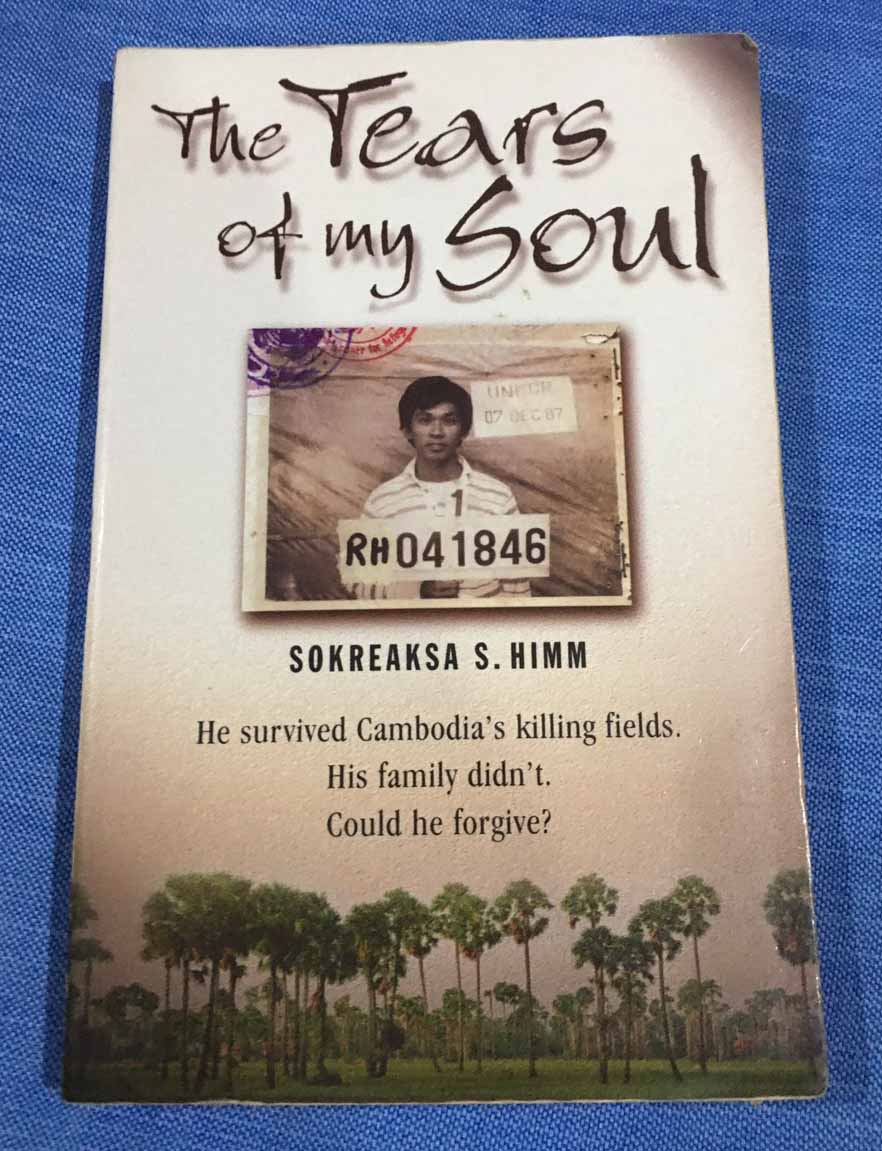 The Tears
of my Soul
UNHCR
07 DEC 87
1
RH041846
SOKREAKSA S. HIMM
He survived Cambodia's killing fields.
His family didn't.
Could he forgive?